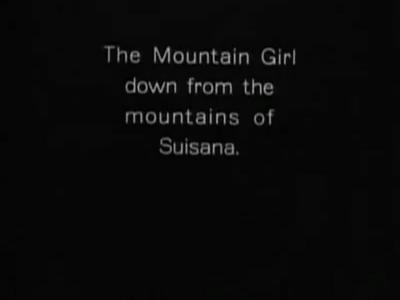 The Mountain Girl
down from the
mountains of
Suisana.